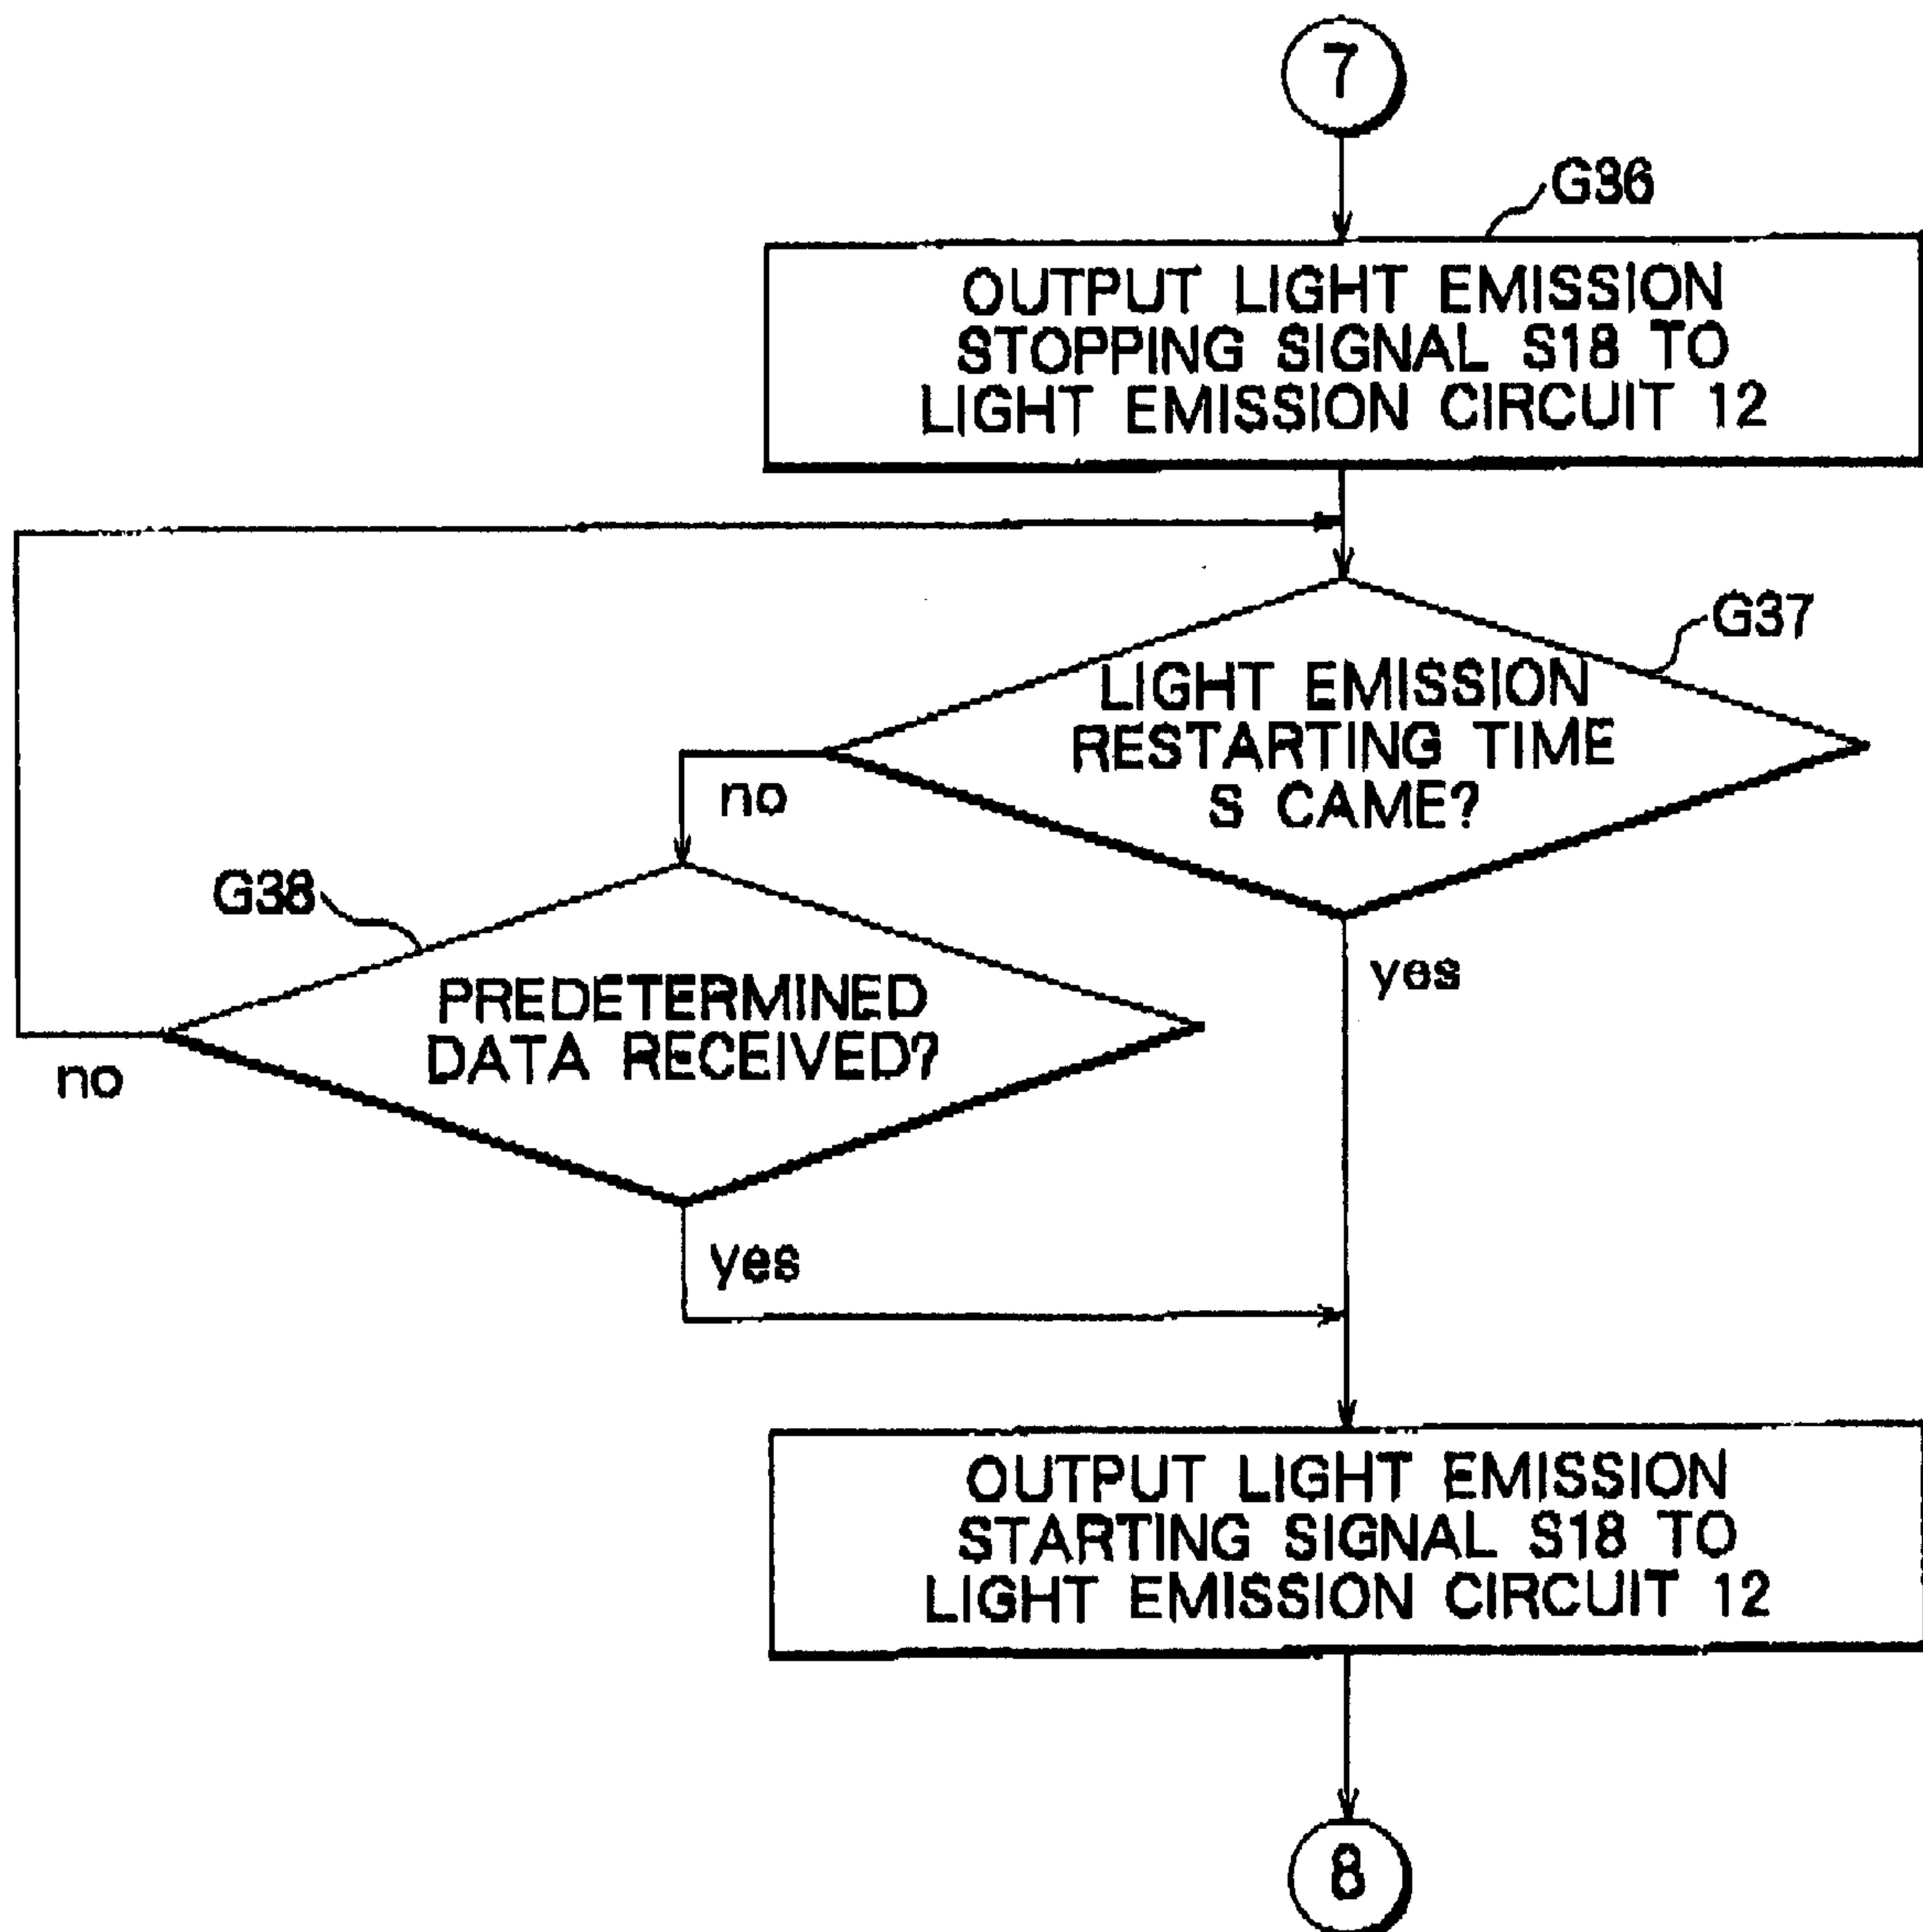 7
G36
OUTPUT LIGHT EMISSION
STOPPING SIGNAL S18 TO
LIGHT EMISSION CIRCUIT 12
G37
LIGHT EMISSION
RESTARTING TIME
S CAME?
no
yes
G38
PREDETERMINED
DATA RECEIVED?
no
yes
OUTPUT LIGHT EMISSION
STARTING SIGNAL S18 TO
LIGHT EMISSION CIRCUIT 12
8